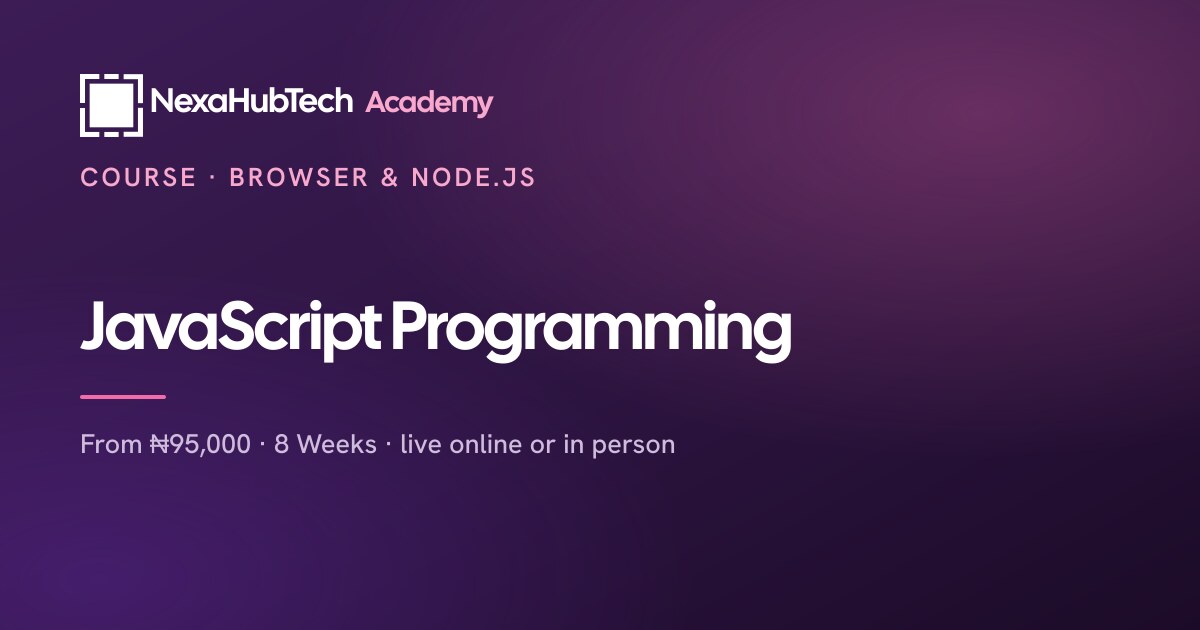 NexaHubTech Academy
COURSE · BROWSER & NODE.JS
JavaScript Programming
From ₦95,000 · 8 Weeks · live online or in person